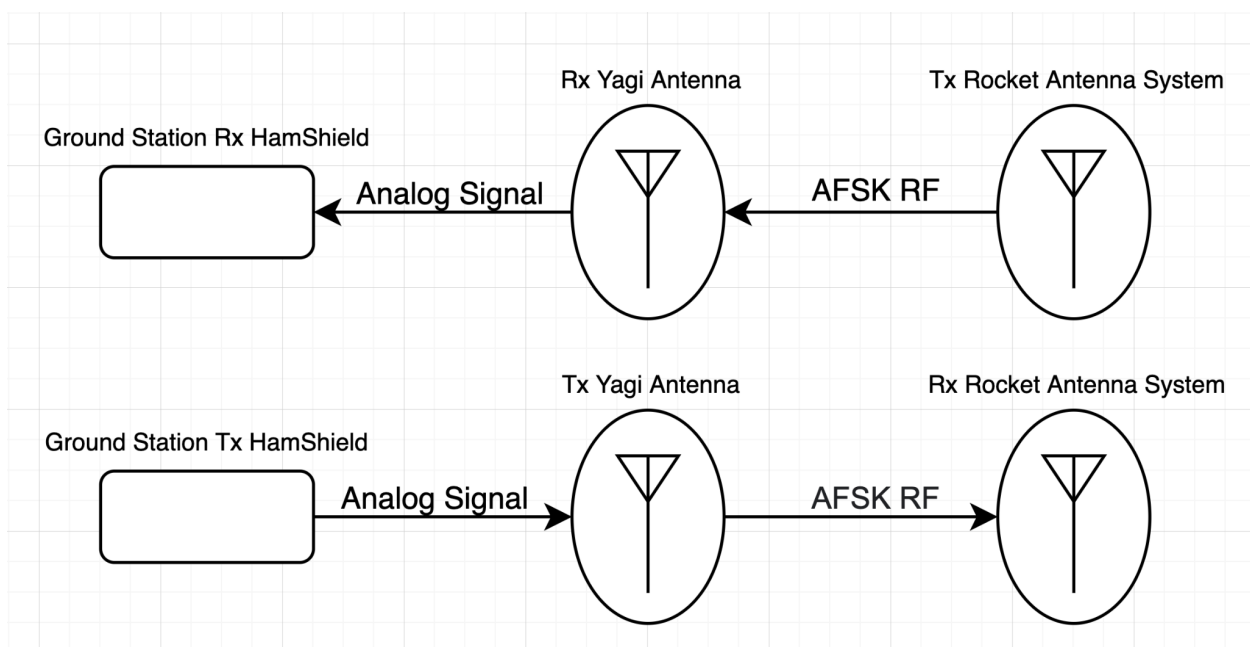 Rx Yagi Antenna
Tx Rocket Antenna System
Ground Station Rx HamShield
Analog Signal
AFSK RF
Tx Yagi Antenna
Rx Rocket Antenna System
Ground Station Tx HamShield
Analog Signal
AFSK RF